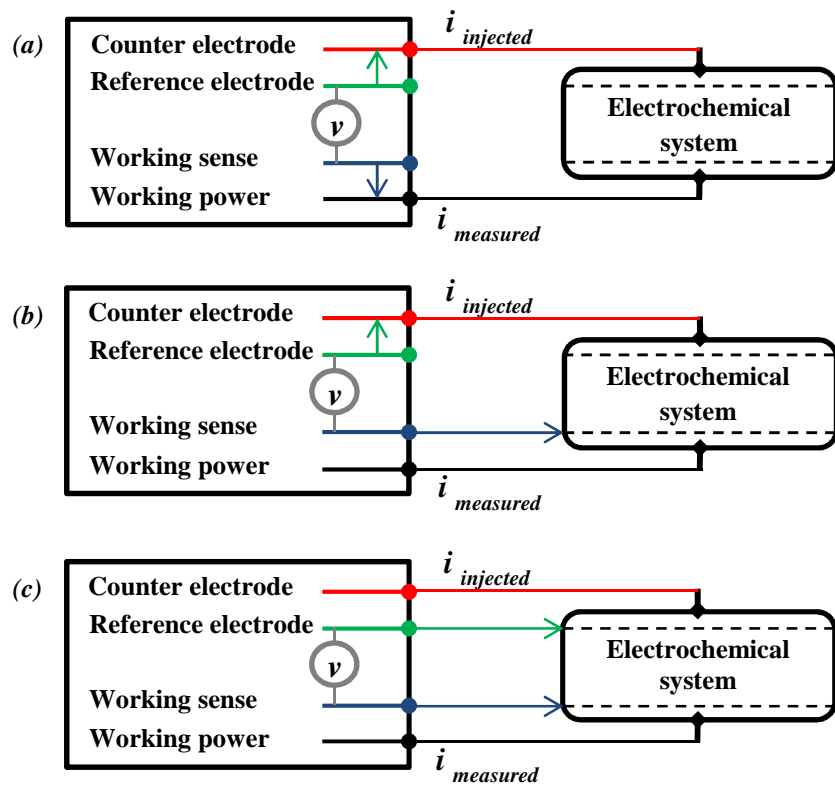 (a)
Counter electrode
i injected
Reference electrode
v
Electrochemical
system
Working sense
Working power
i measured
(b)
Counter electrode
i injected
Reference electrode
v
Electrochemical
system
Working sense
Working power
i measured
(c)
Counter electrode
i injected
Reference electrode
v
Electrochemical
system
Working sense
Working power
i measured